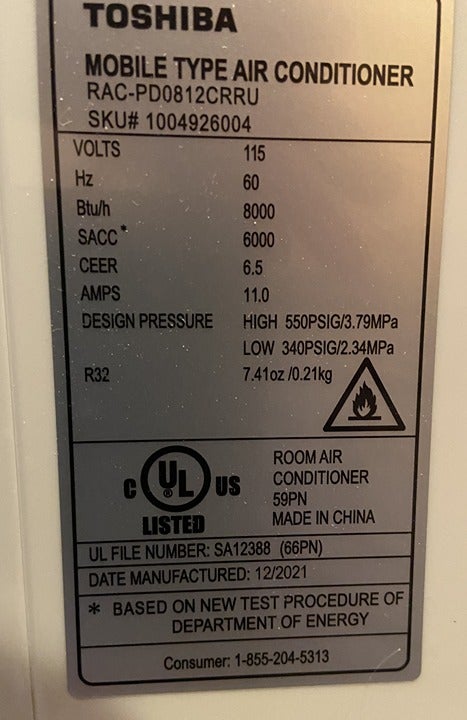 TOSHIBA
MOBILE TYPE AIR CONDITIONER
RAC-PD0812CRRU
SKU# 1004926004
VOLTS 115
Hz 60
Btu/h 8000
SACC* 6000
CEER 6.5
AMPS 11.0
DESIGN PRESSURE HIGH 550PSIG/3.79MPa
LOW 340PSIG/2.34MPa
R32 7.41oz /0.21kg
C UL US
LISTED
ROOM AIR
CONDITIONER
59PN
MADE IN CHINA
UL FILE NUMBER: SA12388 (66PN)
DATE MANUFACTURED: 12/2021
* BASED ON NEW TEST PROCEDURE OF
DEPARTMENT OF ENERGY
Consumer: 1-855-204-5313